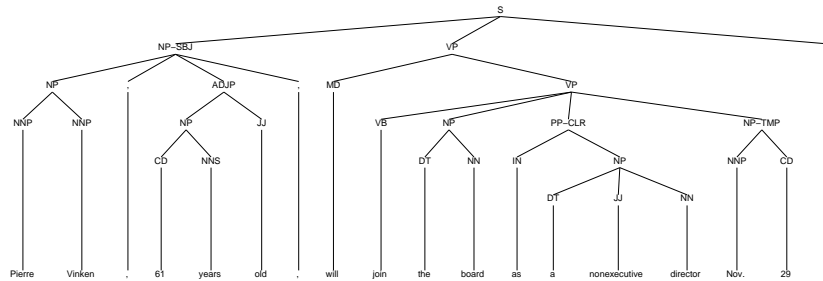 S
NP-SBJ VP
NP , ADJP , MD VP
NNP NNP NP JJ VB NP PP-CLR NP-TMP
CD NNS DT NN IN NP NNP CD
DT JJ NN
Pierre Vinken , 61 years old , will join the board as a nonexecutive director Nov. 29